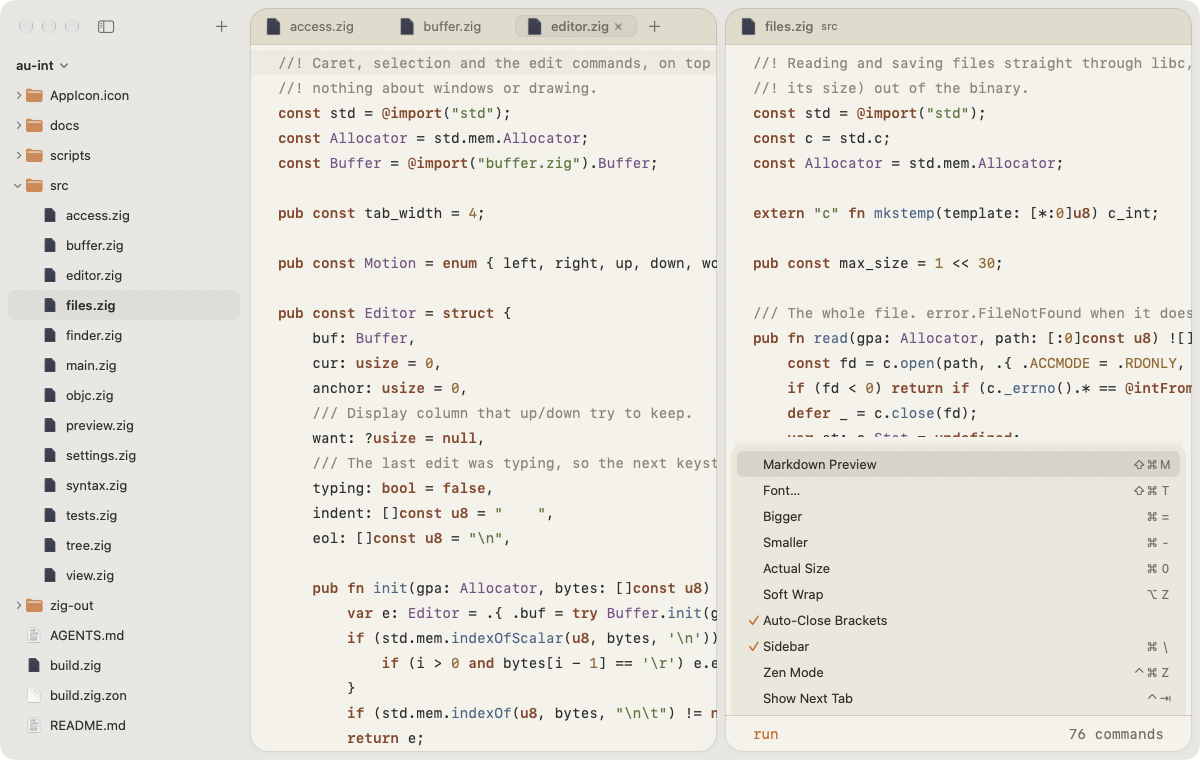 au-int
AppIcon.icon
docs
scripts
src
access.zig
buffer.zig
editor.zig
files.zig
finder.zig
main.zig
objc.zig
preview.zig
settings.zig
syntax.zig
tests.zig
tree.zig
view.zig
zig-out
AGENTS.md
build.zig
build.zig.zon
README.md
access.zig buffer.zig editor.zig × +
//! Caret, selection and the edit commands, on top
//! nothing about windows or drawing.
const std = @import("std");
const Allocator = std.mem.Allocator;
const Buffer = @import("buffer.zig").Buffer;
pub const tab_width = 4;
pub const Motion = enum { left, right, up, down, wo
pub const Editor = struct {
    buf: Buffer,
    cur: usize = 0,
    anchor: usize = 0,
    /// Display column that up/down try to keep.
    want: ?usize = null,
    /// The last edit was typing, so the next keyst
    typing: bool = false,
    indent: []const u8 = "    ",
    eol: []const u8 = "\n",
    pub fn init(gpa: Allocator, bytes: []const u8)
        var e: Editor = .{ .buf = try Buffer.init(g
        if (std.mem.indexOfScalar(u8, bytes, '\n'))
            if (i > 0 and bytes[i - 1] == '\r') e.e
        }
        if (std.mem.indexOf(u8, bytes, "\n\t") != n
        return e;
files.zig src
//! Reading and saving files straight through libc,
//! its size) out of the binary.
const std = @import("std");
const c = std.c;
const Allocator = std.mem.Allocator;
extern "c" fn mkstemp(template: [*:0]u8) c_int;
pub const max_size = 1 << 30;
/// The whole file. error.FileNotFound when it does
pub fn read(gpa: Allocator, path: [:0]const u8) ![]
    const fd = c.open(path, .{ .ACCMODE = .RDONLY,
    if (fd < 0) return if (c._errno().* == @intFrom
    defer _ = c.close(fd);
    var st: c.Stat = undefined;
Markdown Preview ⇧⌘M
Font... ⇧⌘T
Bigger ⌘=
Smaller ⌘-
Actual Size ⌘0
Soft Wrap ⌥Z
✓ Auto-Close Brackets
✓ Sidebar ⌘\
Zen Mode ^⌘Z
Show Next Tab ^⇥
run 76 commands